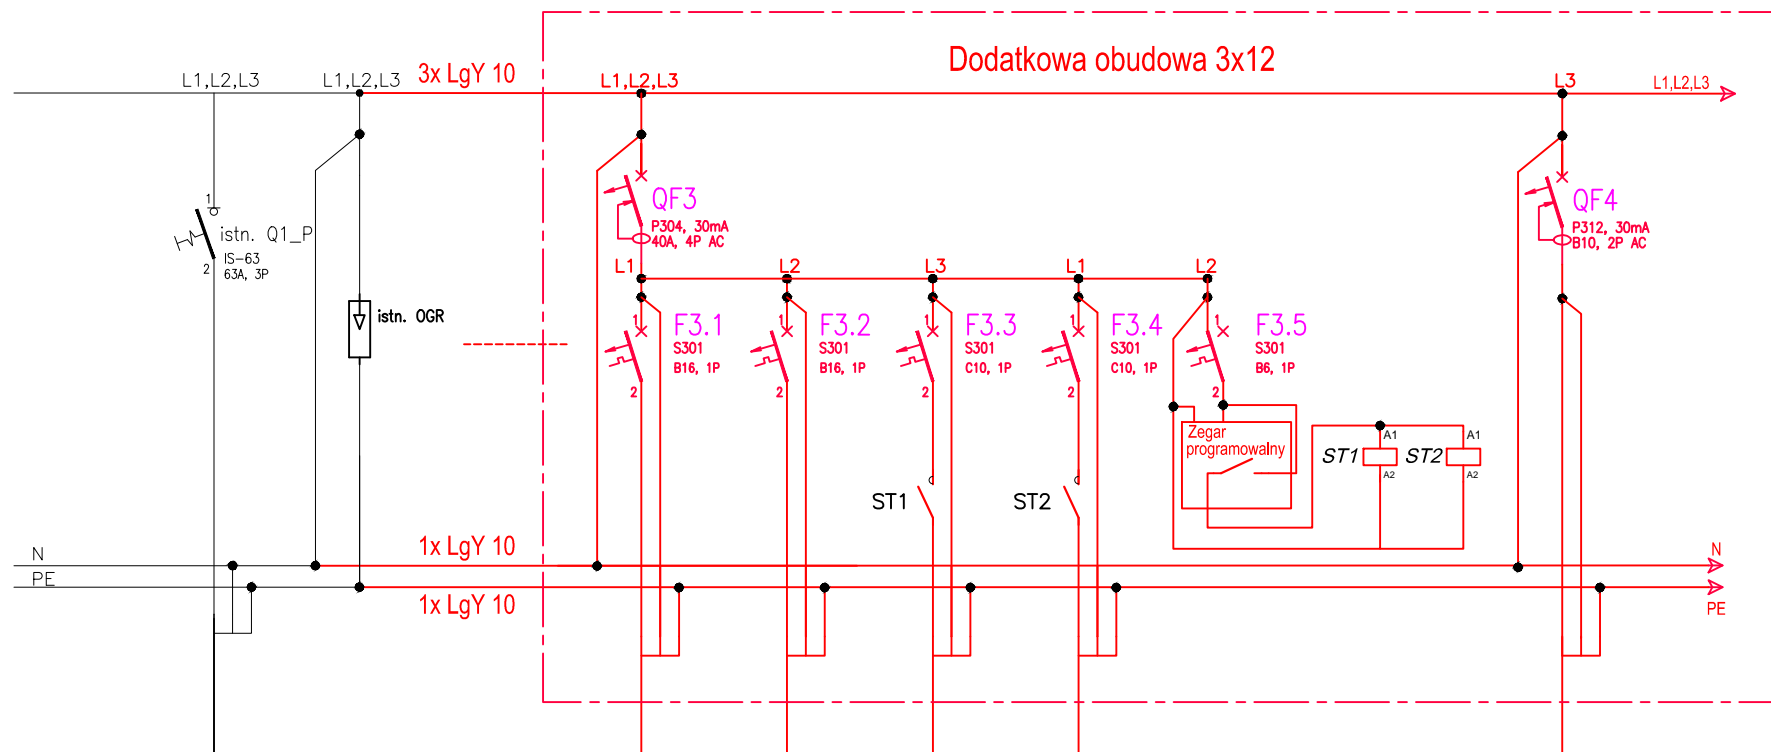 Dodatkowa obudowa 3x12
L1,L2,L3
L1,L2,L3
3x LgY 10
L1,L2,L3
L3
L1,L2,L3
1
istn. Q1_P
IS-63
63A, 3P
2
istn. OGR
QF3
P304, 30mA
40A, 4P AC
QF4
P312, 30mA
B10, 2P AC
L1
L2
L3
L1
L2
1
F3.1
S301
B16, 1P
2
1
F3.2
S301
B16, 1P
2
1
F3.3
S301
C10, 1P
2
1
F3.4
S301
C10, 1P
2
1
F3.5
S301
B6, 1P
2
Zegar
programowalny
ST1
A1
A2
ST2
A1
A2
ST1
ST2
N
1x LgY 10
N
PE
1x LgY 10
PE